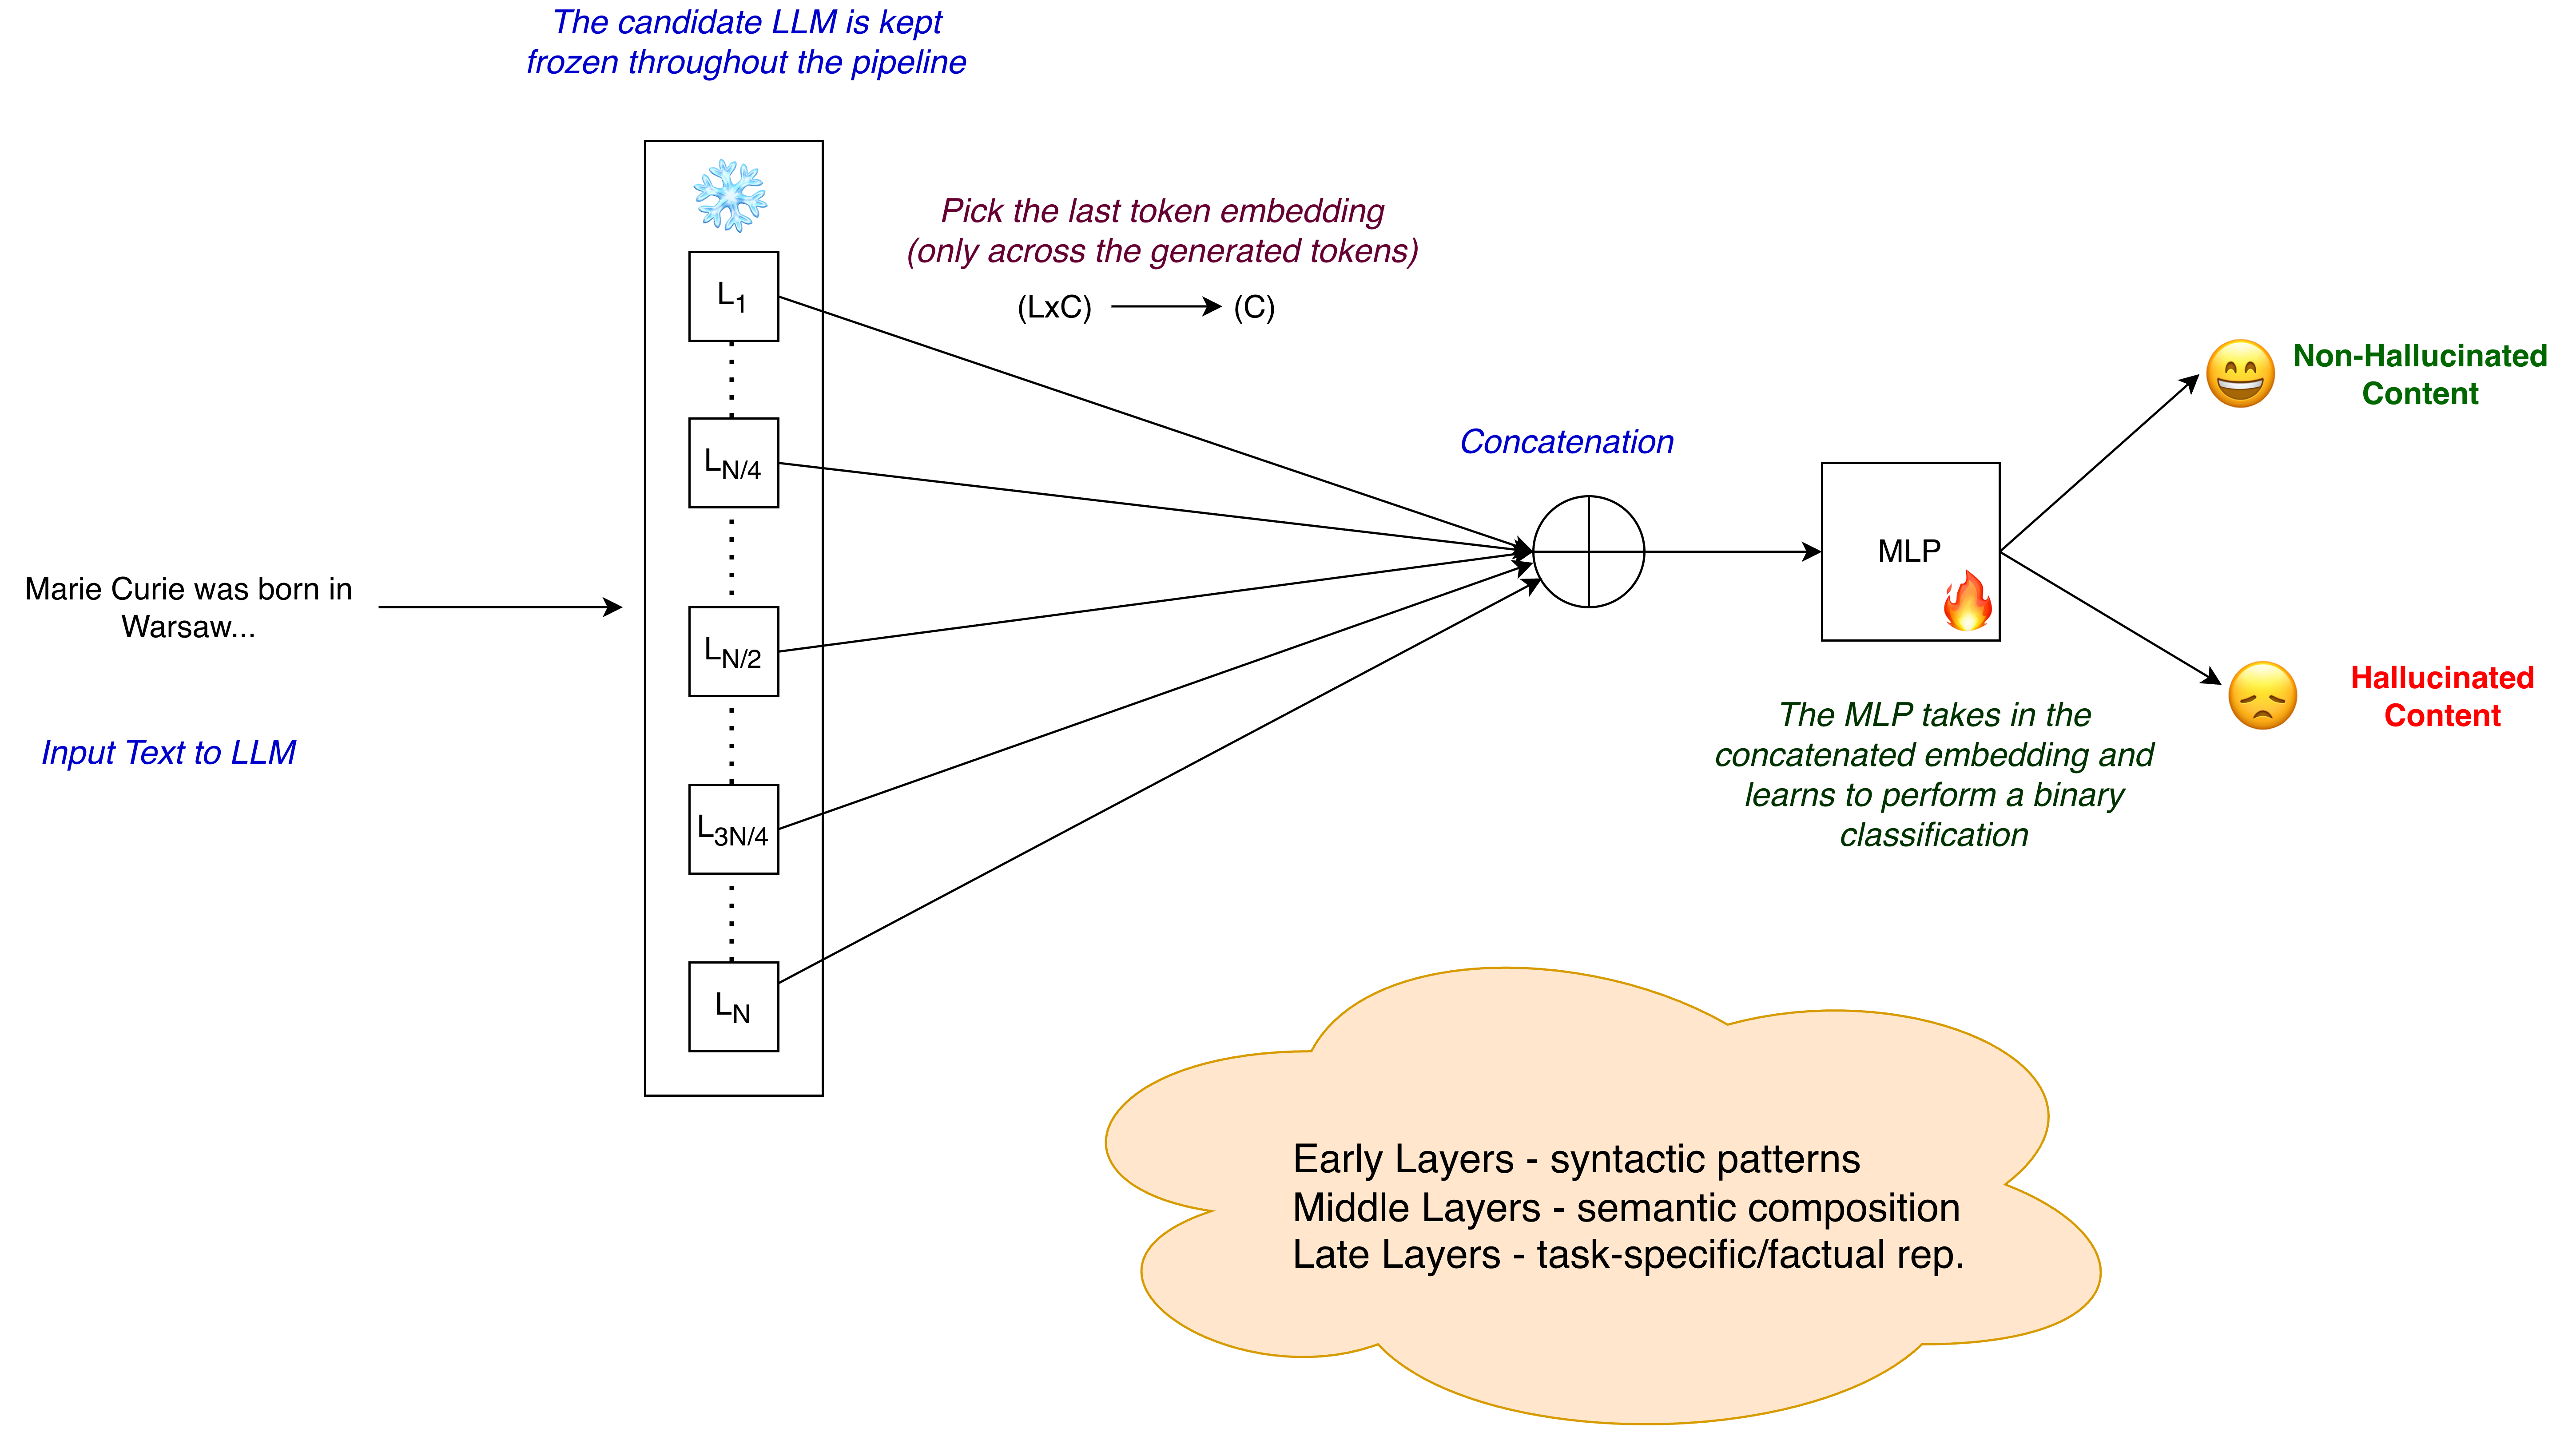 The candidate LLM is kept
frozen throughout the pipeline
Pick the last token embedding
(only across the generated tokens)
(LxC) (C)
L1
LN/4
LN/2
L3N/4
LN
Marie Curie was born in
Warsaw...
Input Text to LLM
Concatenation
MLP
The MLP takes in the
concatenated embedding and
learns to perform a binary
classification
Non-Hallucinated
Content
Hallucinated
Content
Early Layers - syntactic patterns
Middle Layers - semantic composition
Late Layers - task-specific/factual rep.